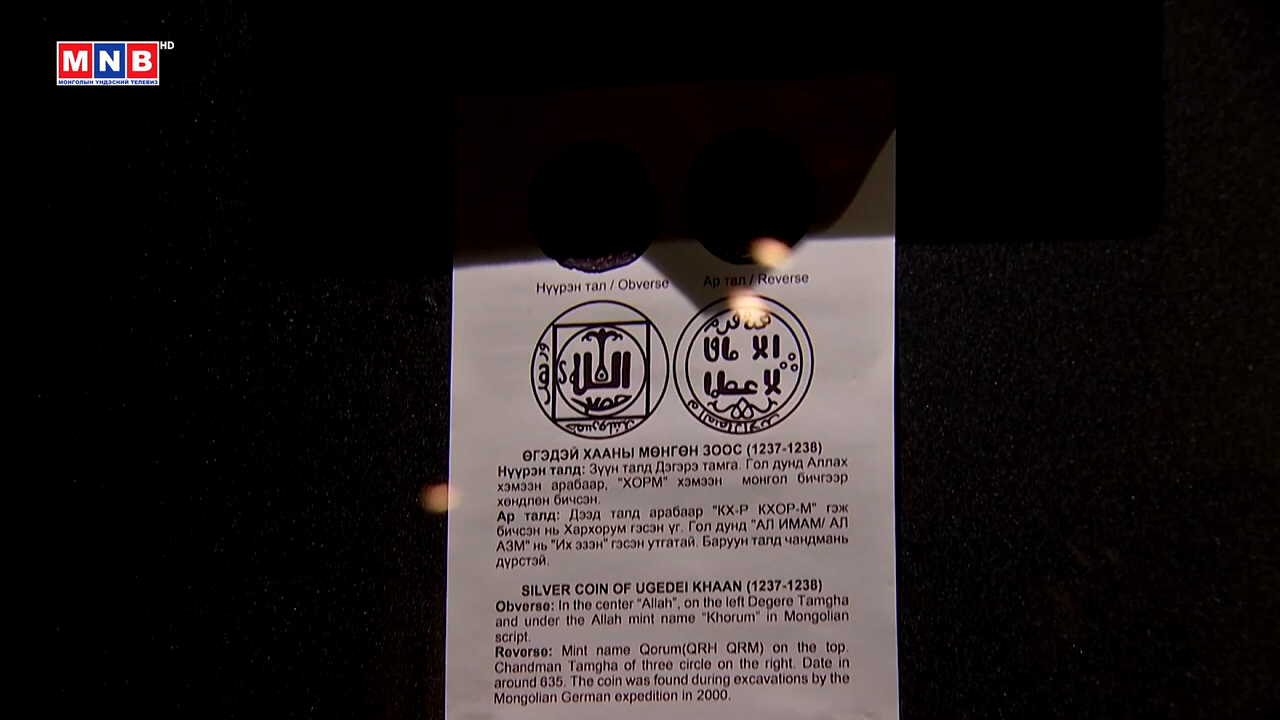 MNB HD
МОНГОЛЫН ҮНДЭСНИЙ ТЕЛЕВИЗ
Нүүрэн тал / Obverse
Ар тал / Reverse
الله
الامام
الاعظم
ӨГЭДЭЙ ХААНЫ МӨНГӨН ЗООС (1237-1238)
Нүүрэн талд: Зүүн талд Дэгэрэ тамга. Гол дунд Аллах
хэмээн арабаар, "ХОРМ" хэмээн монгол бичгээр
хөндлөн бичсэн.
Ар талд: Дээд талд арабаар "КХ-Р КХОР-М" гэж
бичсэн нь Хархорум гэсэн үг. Гол дунд "АЛ ИМАМ/ АЛ
АЗМ" нь "Их эзэн" гэсэн утгатай. Баруун талд чандмань
дүрстэй.
SILVER COIN OF UGEDEI KHAAN (1237-1238)
Obverse: In the center “Allah”, on the left Degere Tamgha
and under the Allah mint name “Khorum” in Mongolian
script.
Reverse: Mint name Qorum(QRH QRM) on the top.
Chandman Tamgha of three circle on the right. Date in
around 635. The coin was found during excavations by the
Mongolian German expedition in 2000.